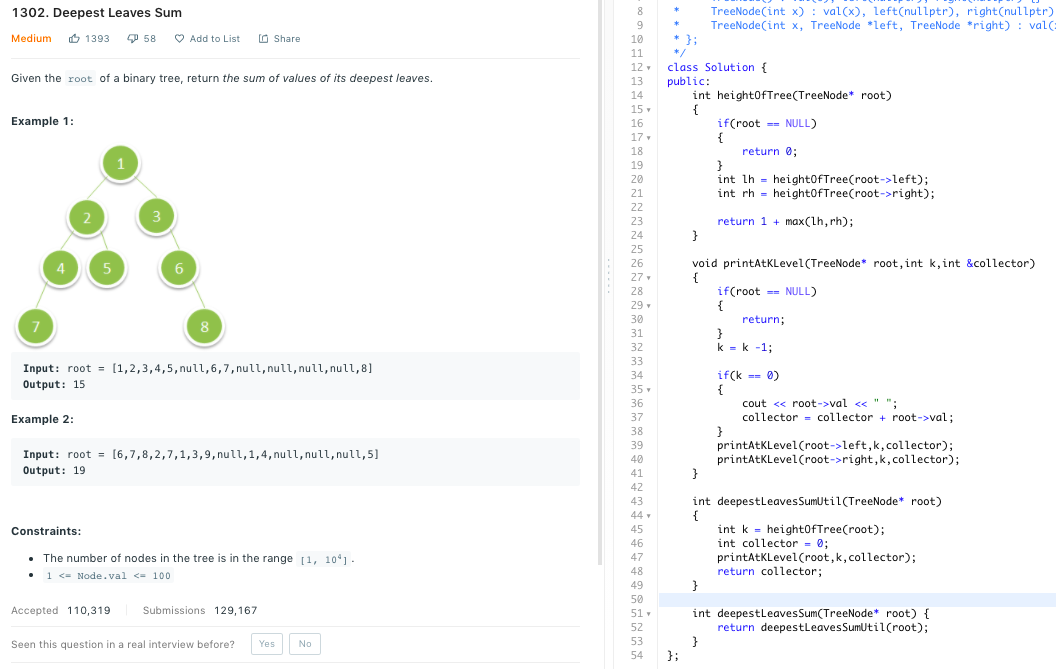 1302. Deepest Leaves Sum
Medium 1393 58 Add to List Share
Given the root of a binary tree, return the sum of values of its deepest leaves.
Example 1:
1
2 3
4 5 6
7 8
Input: root = [1,2,3,4,5,null,6,7,null,null,null,null,8]
Output: 15
Example 2:
Input: root = [6,7,8,2,7,1,3,9,null,1,4,null,null,null,5]
Output: 19
Constraints:
• The number of nodes in the tree is in the range [1, 10⁴].
• 1 <= Node.val <= 100
Accepted 110,319 Submissions 129,167
Seen this question in a real interview before? Yes No
8 * TreeNode(int x) : val(x), left(nullptr), right(nullptr)
9 * TreeNode(int x, TreeNode *left, TreeNode *right) : val(
10 * };
11 */
12 class Solution {
13 public:
14 int heightOfTree(TreeNode* root)
15 {
16 if(root == NULL)
17 {
18 return 0;
19 }
20 int lh = heightOfTree(root->left);
21 int rh = heightOfTree(root->right);
22
23 return 1 + max(lh,rh);
24 }
25
26 void printAtKLevel(TreeNode* root,int k,int &collector)
27 {
28 if(root == NULL)
29 {
30 return;
31 }
32 k = k -1;
33
34 if(k == 0)
35 {
36 cout << root->val << " ";
37 collector = collector + root->val;
38 }
39 printAtKLevel(root->left,k,collector);
40 printAtKLevel(root->right,k,collector);
41 }
42
43 int deepestLeavesSumUtil(TreeNode* root)
44 {
45 int k = heightOfTree(root);
46 int collector = 0;
47 printAtKLevel(root,k,collector);
48 return collector;
49 }
50
51 int deepestLeavesSum(TreeNode* root) {
52 return deepestLeavesSumUtil(root);
53 }
54 };